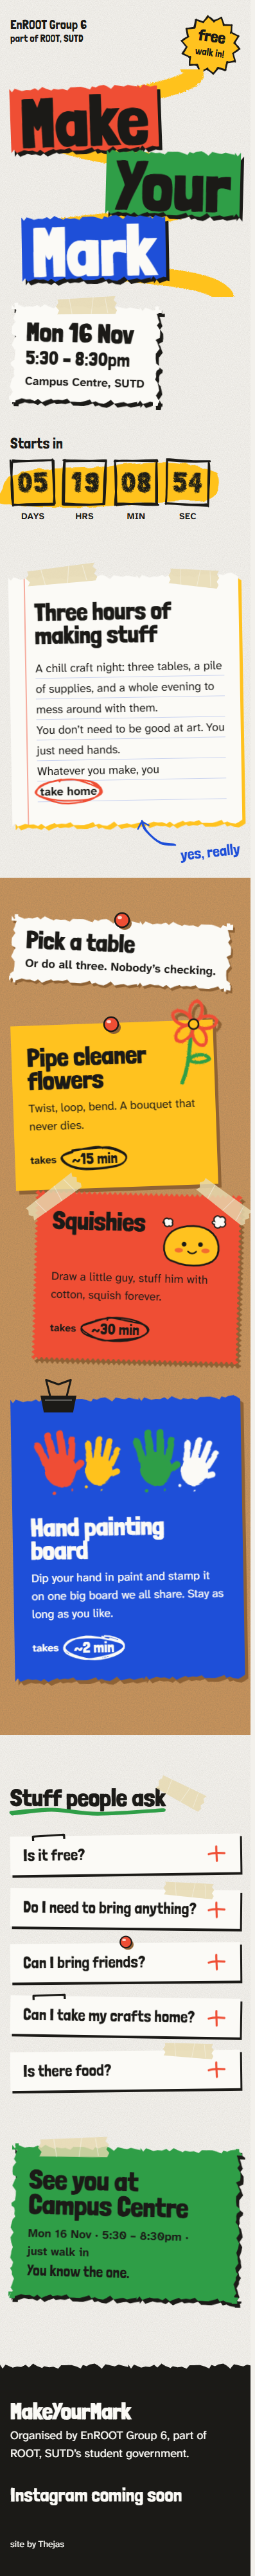 EnROOT Group 6
part of ROOT, SUTD
free
walk in!
Make
Your
Mark
Mon 16 Nov
5:30 – 8:30pm
Campus Centre, SUTD
Starts in
05 19 08 54
DAYS HRS MIN SEC
Three hours of
making stuff
A chill craft night: three tables, a pile
of supplies, and a whole evening to
mess around with them.
You don't need to be good at art. You
just need hands.
Whatever you make, you
take home
yes, really
Pick a table
Or do all three. Nobody's checking.
Pipe cleaner
flowers
Twist, loop, bend. A bouquet that
never dies.
takes ~15 min
Squishies
Draw a little guy, stuff him with
cotton, squish forever.
takes ~30 min
Hand painting
board
Dip your hand in paint and stamp it
on one big board we all share. Stay as
long as you like.
takes ~2 min
Stuff people ask
Is it free?
Do I need to bring anything?
Can I bring friends?
Can I take my crafts home?
Is there food?
See you at
Campus Centre
Mon 16 Nov · 5:30 – 8:30pm ·
just walk in
You know the one.
MakeYourMark
Organised by EnROOT Group 6, part of
ROOT, SUTD's student government.
Instagram coming soon
site by Thejas